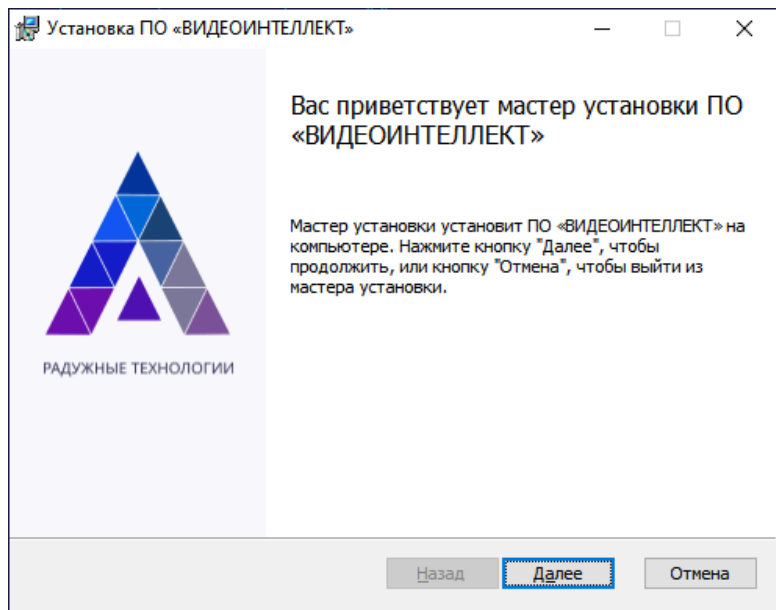 Установка ПО «ВИДЕОИНТЕЛЛЕКТ»
Вас приветствует мастер установки ПО
«ВИДЕОИНТЕЛЛЕКТ»
Мастер установки установит ПО «ВИДЕОИНТЕЛЛЕКТ» на
компьютере. Нажмите кнопку "Далее", чтобы
продолжить, или кнопку "Отмена", чтобы выйти из
мастера установки.
РАДУЖНЫЕ ТЕХНОЛОГИИ
Назад Далее Отмена